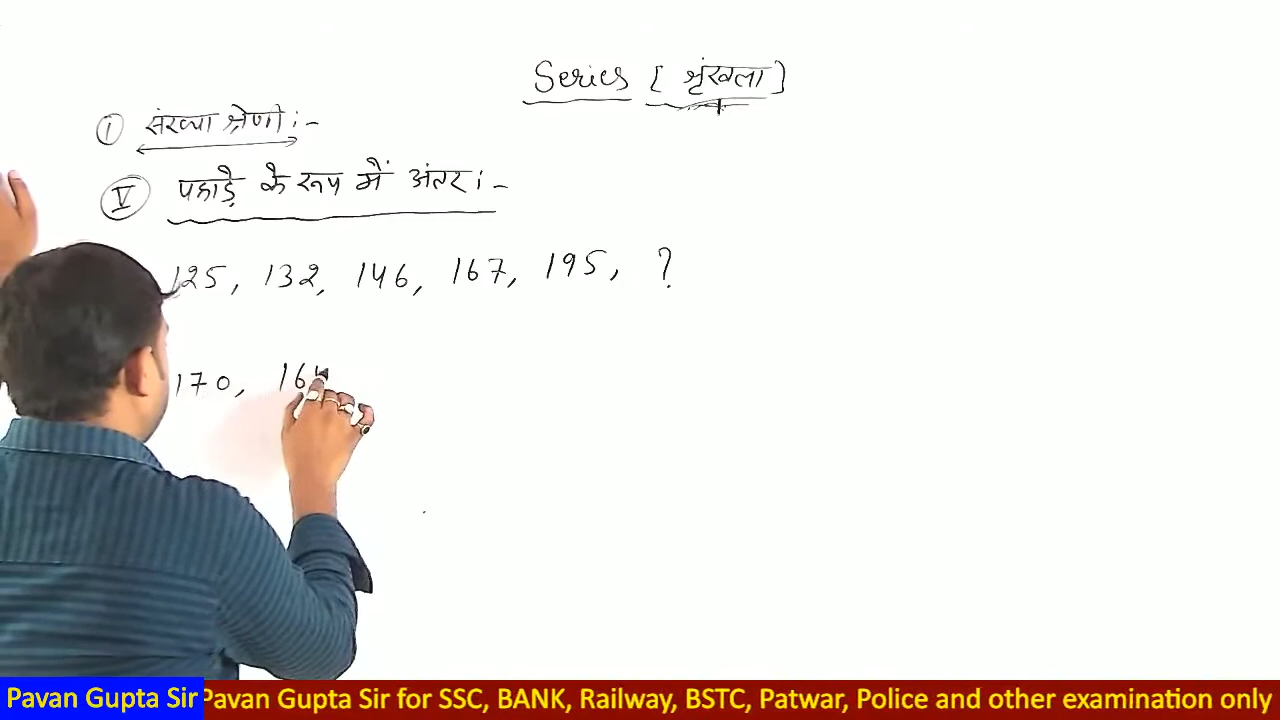 Series [ श्रृंखला ]
① संख्या श्रेणी :-
Ⅴ पहाड़े के रूप में अंतर :-
125, 132, 146, 167, 195, ?
170,
Pavan Gupta Sir
Pavan Gupta Sir for SSC, BANK, Railway, BSTC, Patwar, Police and other examination only